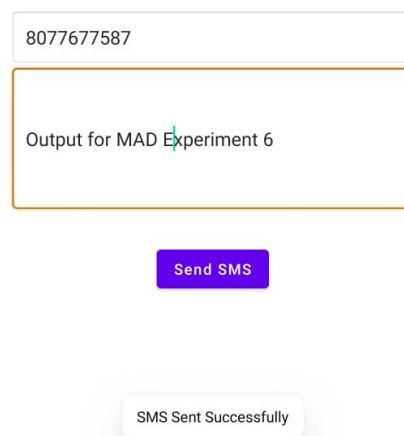 8077677587
Output for MAD Experiment 6
Send SMS
SMS Sent Successfully